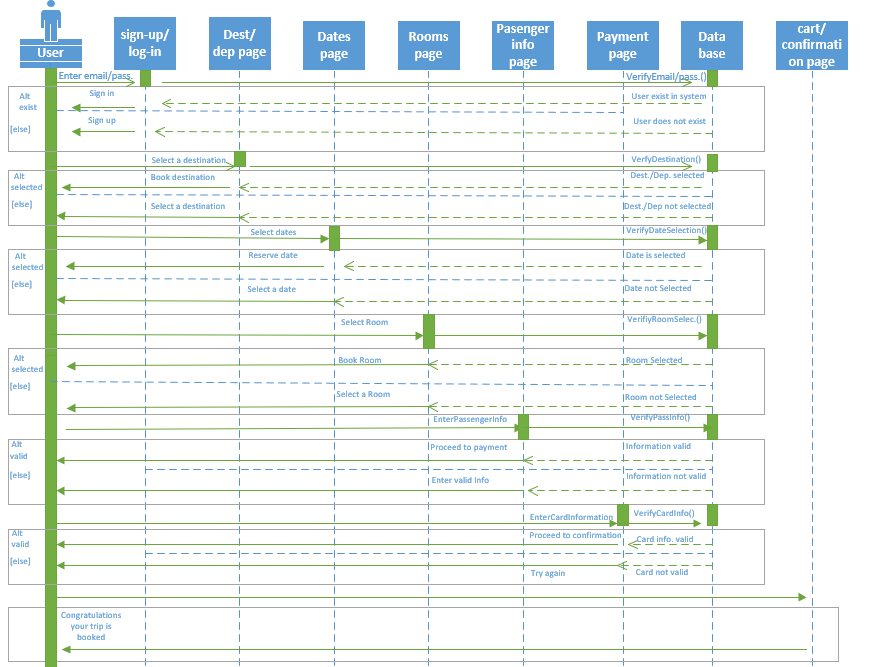 User
sign-up/
log-in
Dest/
dep page
Dates
page
Rooms
page
Pasenger
info
page
Payment
page
Data
base
cart/
confirmati
on page
Enter email/pass.
VerifyEmail/pass.()
Alt
exist
Sign in
User exist in system
[else]
Sign up
User does not exist
Select a destination
VerfyDestination()
Alt
selected
Book destination
Dest./Dep. selected
[else]
Select a destination
Dest./Dep not selected
Select dates
VerifyDateSelection()
Alt
selected
Reserve date
Date is selected
[else]
Select a date
Date not Selected
Select Room
VerifiyRoomSelec.()
Alt
selected
Book Room
Room Selected
[else]
Select a Room
Room not Selected
EnterPassengerInfo
VerifyPassInfo()
Alt
valid
Proceed to payment
Information valid
[else]
Enter valid Info
Information not valid
EnterCardInformation
VerifyCardInfo()
Alt
valid
Proceed to confirmation
Card info. valid
[else]
Try again
Card not valid
Congratulations
your trip is
booked